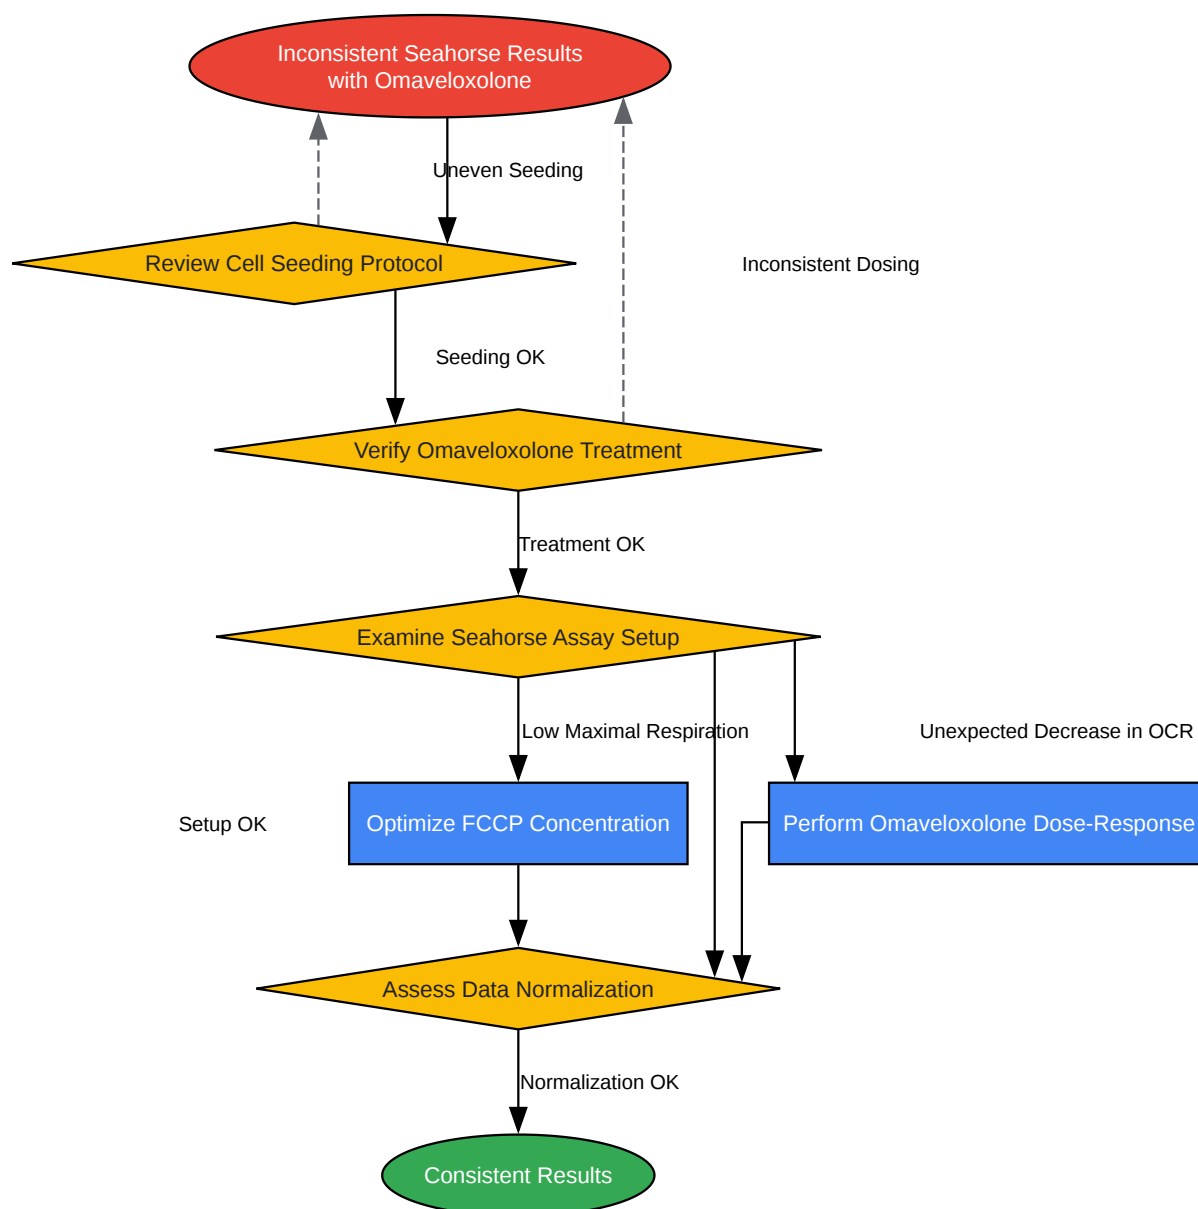 Inconsistent Seahorse Results
with Omaveloxolone
Uneven Seeding
Review Cell Seeding Protocol
Inconsistent Dosing
Seeding OK
Verify Omaveloxolone Treatment
Treatment OK
Examine Seahorse Assay Setup
Low Maximal Respiration
Unexpected Decrease in OCR
Setup OK
Optimize FCCP Concentration
Perform Omaveloxolone Dose-Response
Assess Data Normalization
Normalization OK
Consistent Results